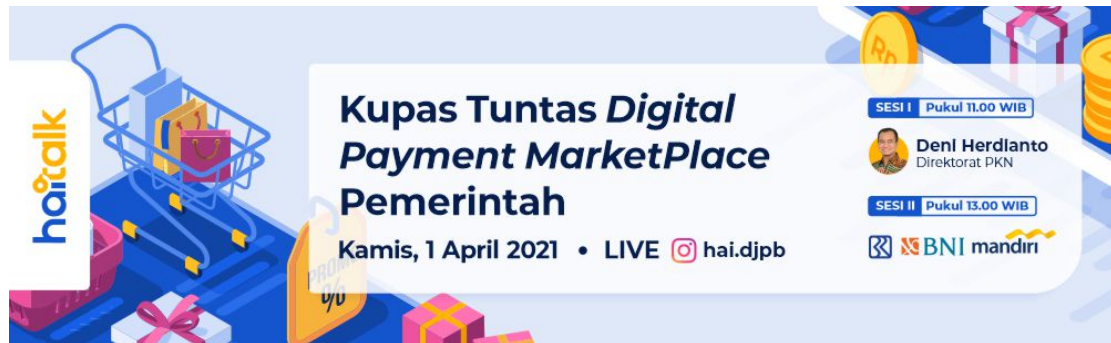 haitalk
Kupas Tuntas Digital
Payment MarketPlace
Pemerintah
Kamis, 1 April 2021 • LIVE hai.djpb
SESI I Pukul 11.00 WIB
Deni Herdianto
Direktorat PKN
SESI II Pukul 13.00 WIB
BNI mandiri
Rp
PROMO
%